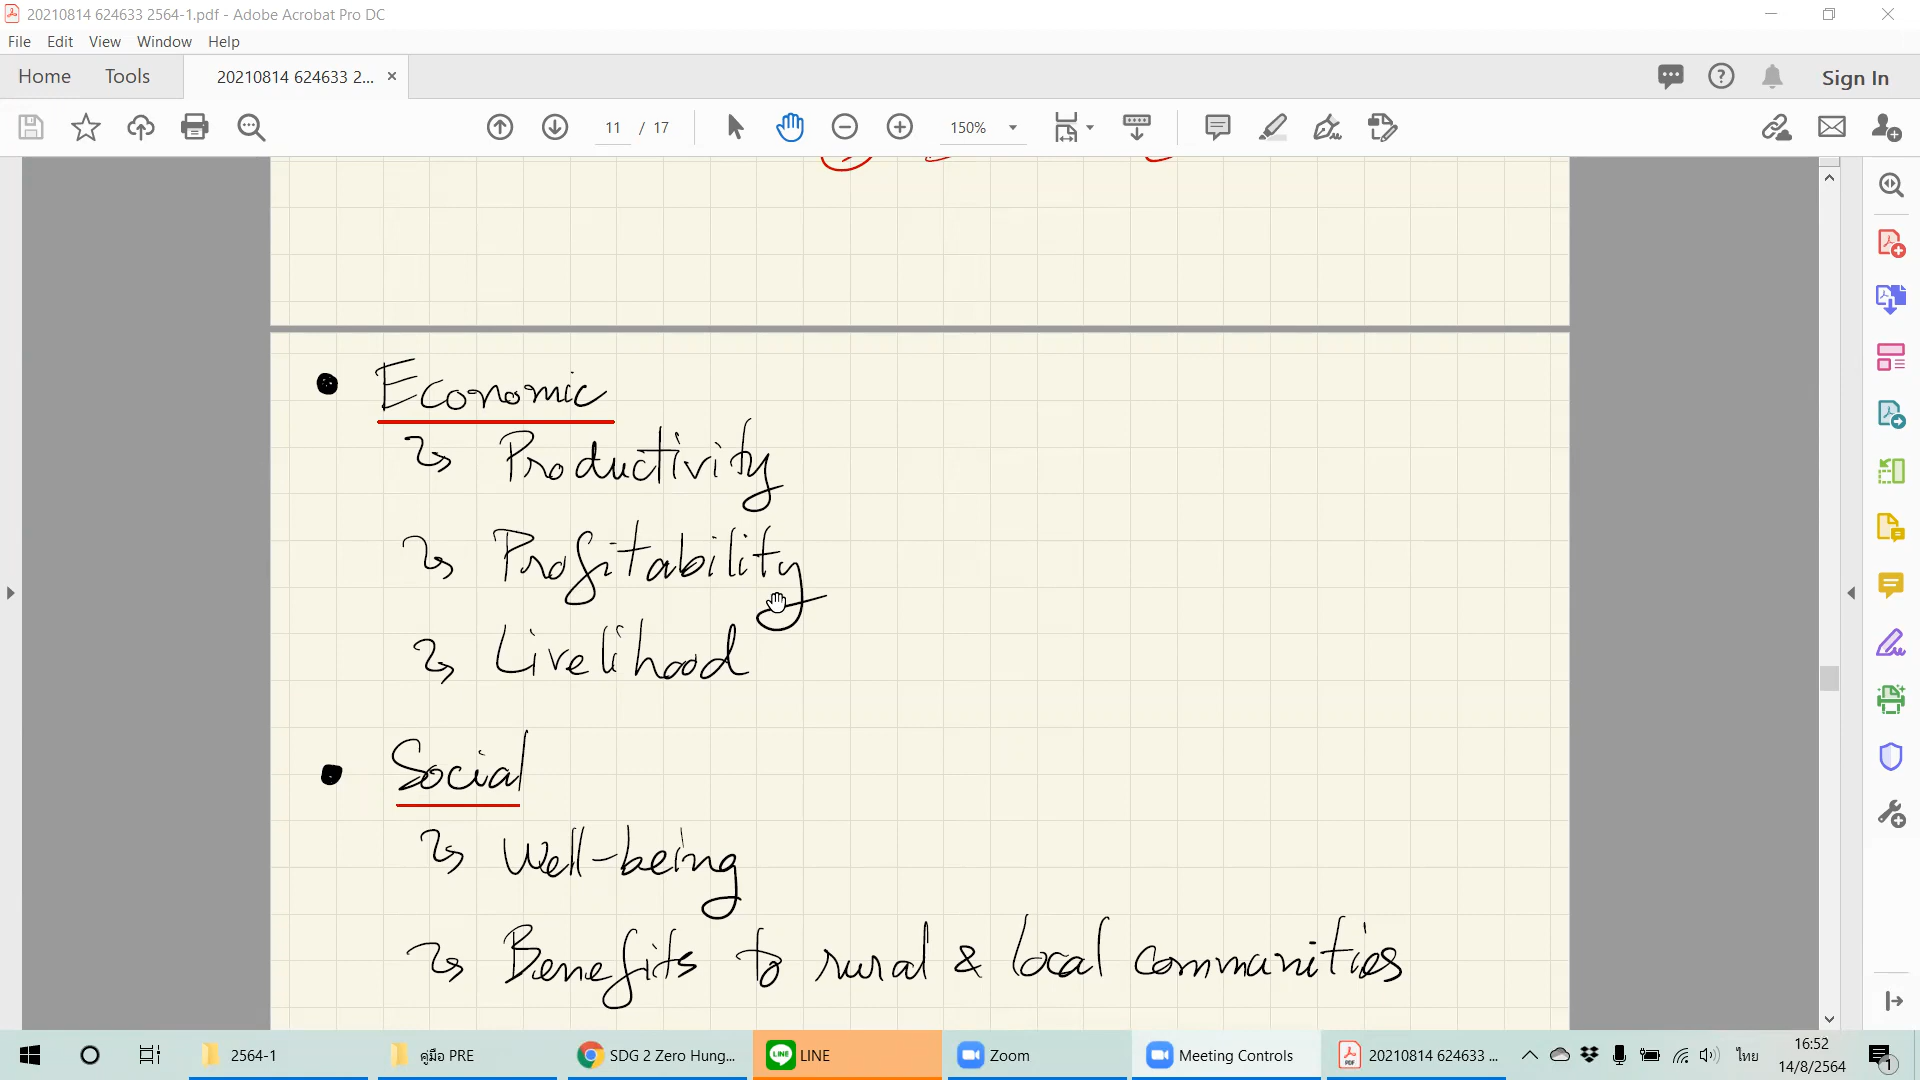 20210814 624633 2564-1.pdf - Adobe Acrobat Pro DC
File Edit View Window Help
Home Tools 20210814 624633 2... × Sign In
11 / 17 150%
• Economic
↳ Productivity
↳ Profitability
↳ Livelihood
• Social
↳ Well-being
↳ Benefits to rural & local communities
2564-1 คู่มือ PRE SDG 2 Zero Hung... LINE Zoom Meeting Controls 20210814 624633 ... ไทย 16:52
14/8/2564 1